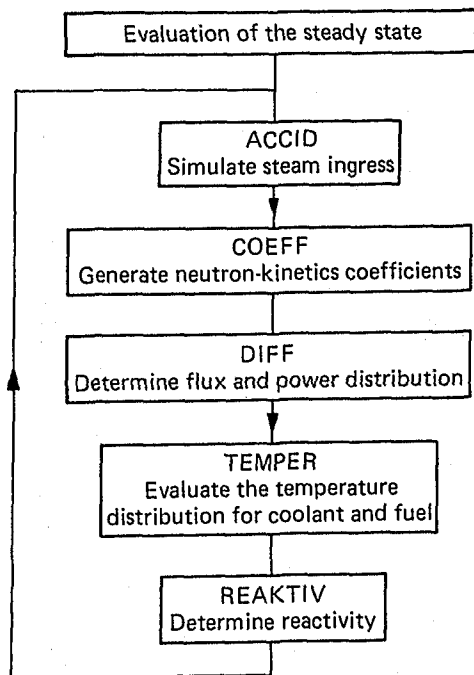 Evaluation of the steady state
ACCID
Simulate steam ingress
COEFF
Generate neutron-kinetics coefficients
DIFF
Determine flux and power distribution
TEMPER
Evaluate the temperature
distribution for coolant and fuel
REAKTIV
Determine reactivity